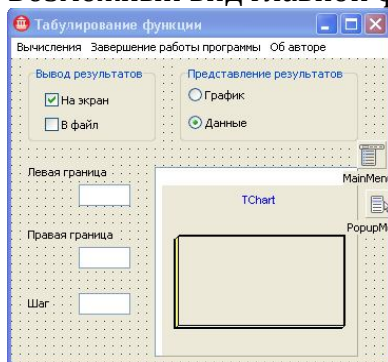 Табулирование функции
Вычисления Завершение работы программы Об авторе
Вывод результатов
Представление результатов
На экран
График
В файл
Данные
Левая граница
MainMen
TChart
PopupM
Правая граница
Шаг